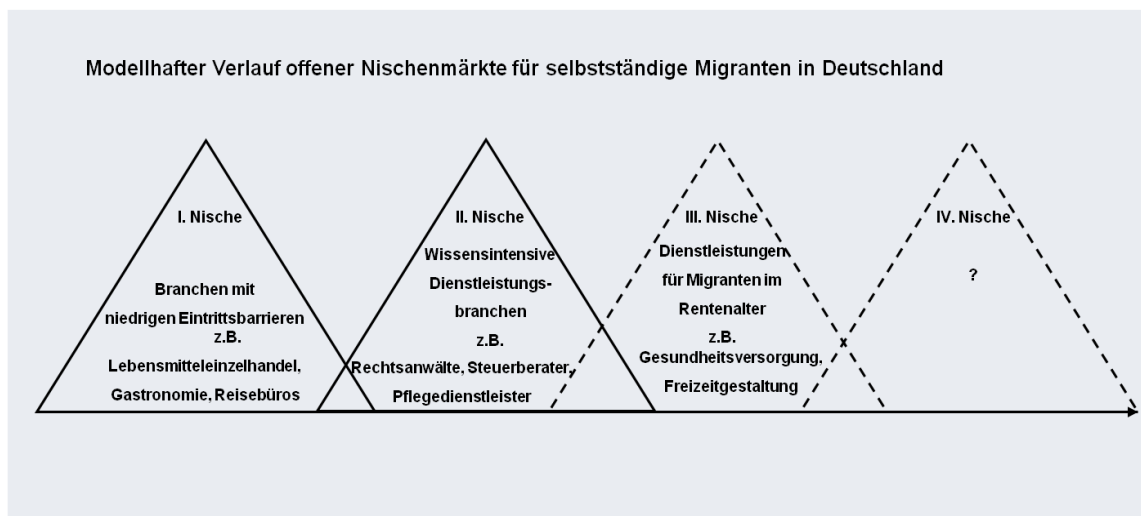 Modellhafter Verlauf offener Nischenmärkte für selbstständige Migranten in Deutschland
I. Nische
Branchen mit
niedrigen Eintrittsbarrieren
z.B.
Lebensmitteleinzelhandel,
Gastronomie, Reisebüros
II. Nische
Wissensintensive
Dienstleistungs-
branchen
z.B.
Rechtsanwälte, Steuerberater,
Pflegedienstleister
III. Nische
Dienstleistungen
für Migranten im
Rentenalter
z.B.
Gesundheitsversorgung,
Freizeitgestaltung
IV. Nische
?